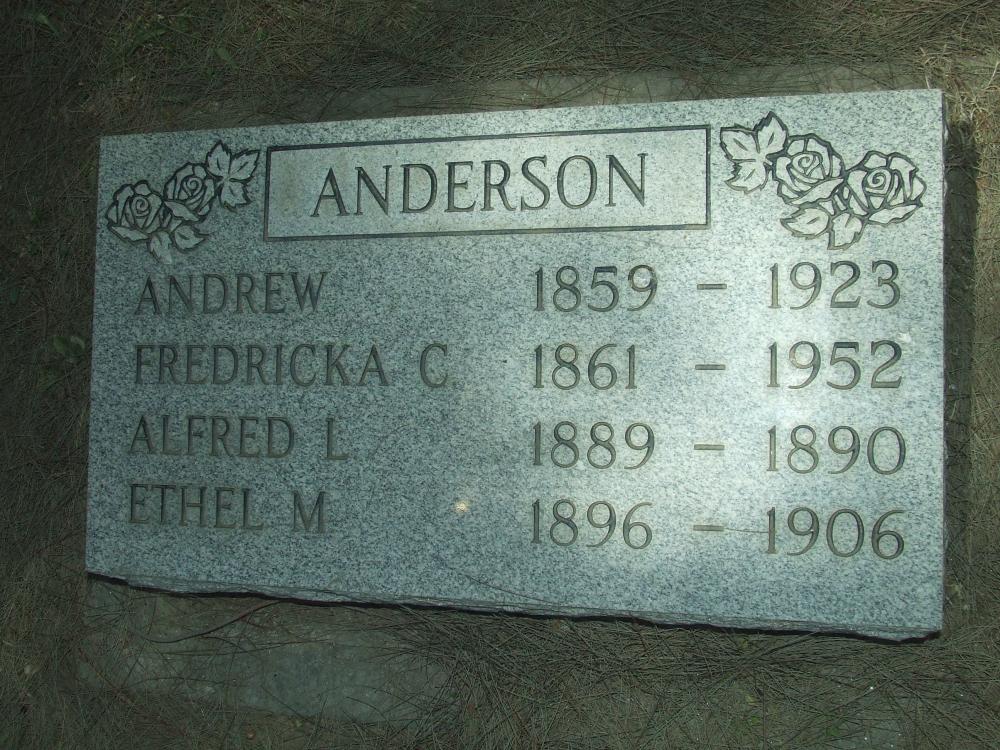 ANDERSON
ANDREW 1859 - 1923
FREDRICKA C. 1861 - 1952
ALFRED L 1889 - 1890
ETHEL M 1896 - 1906